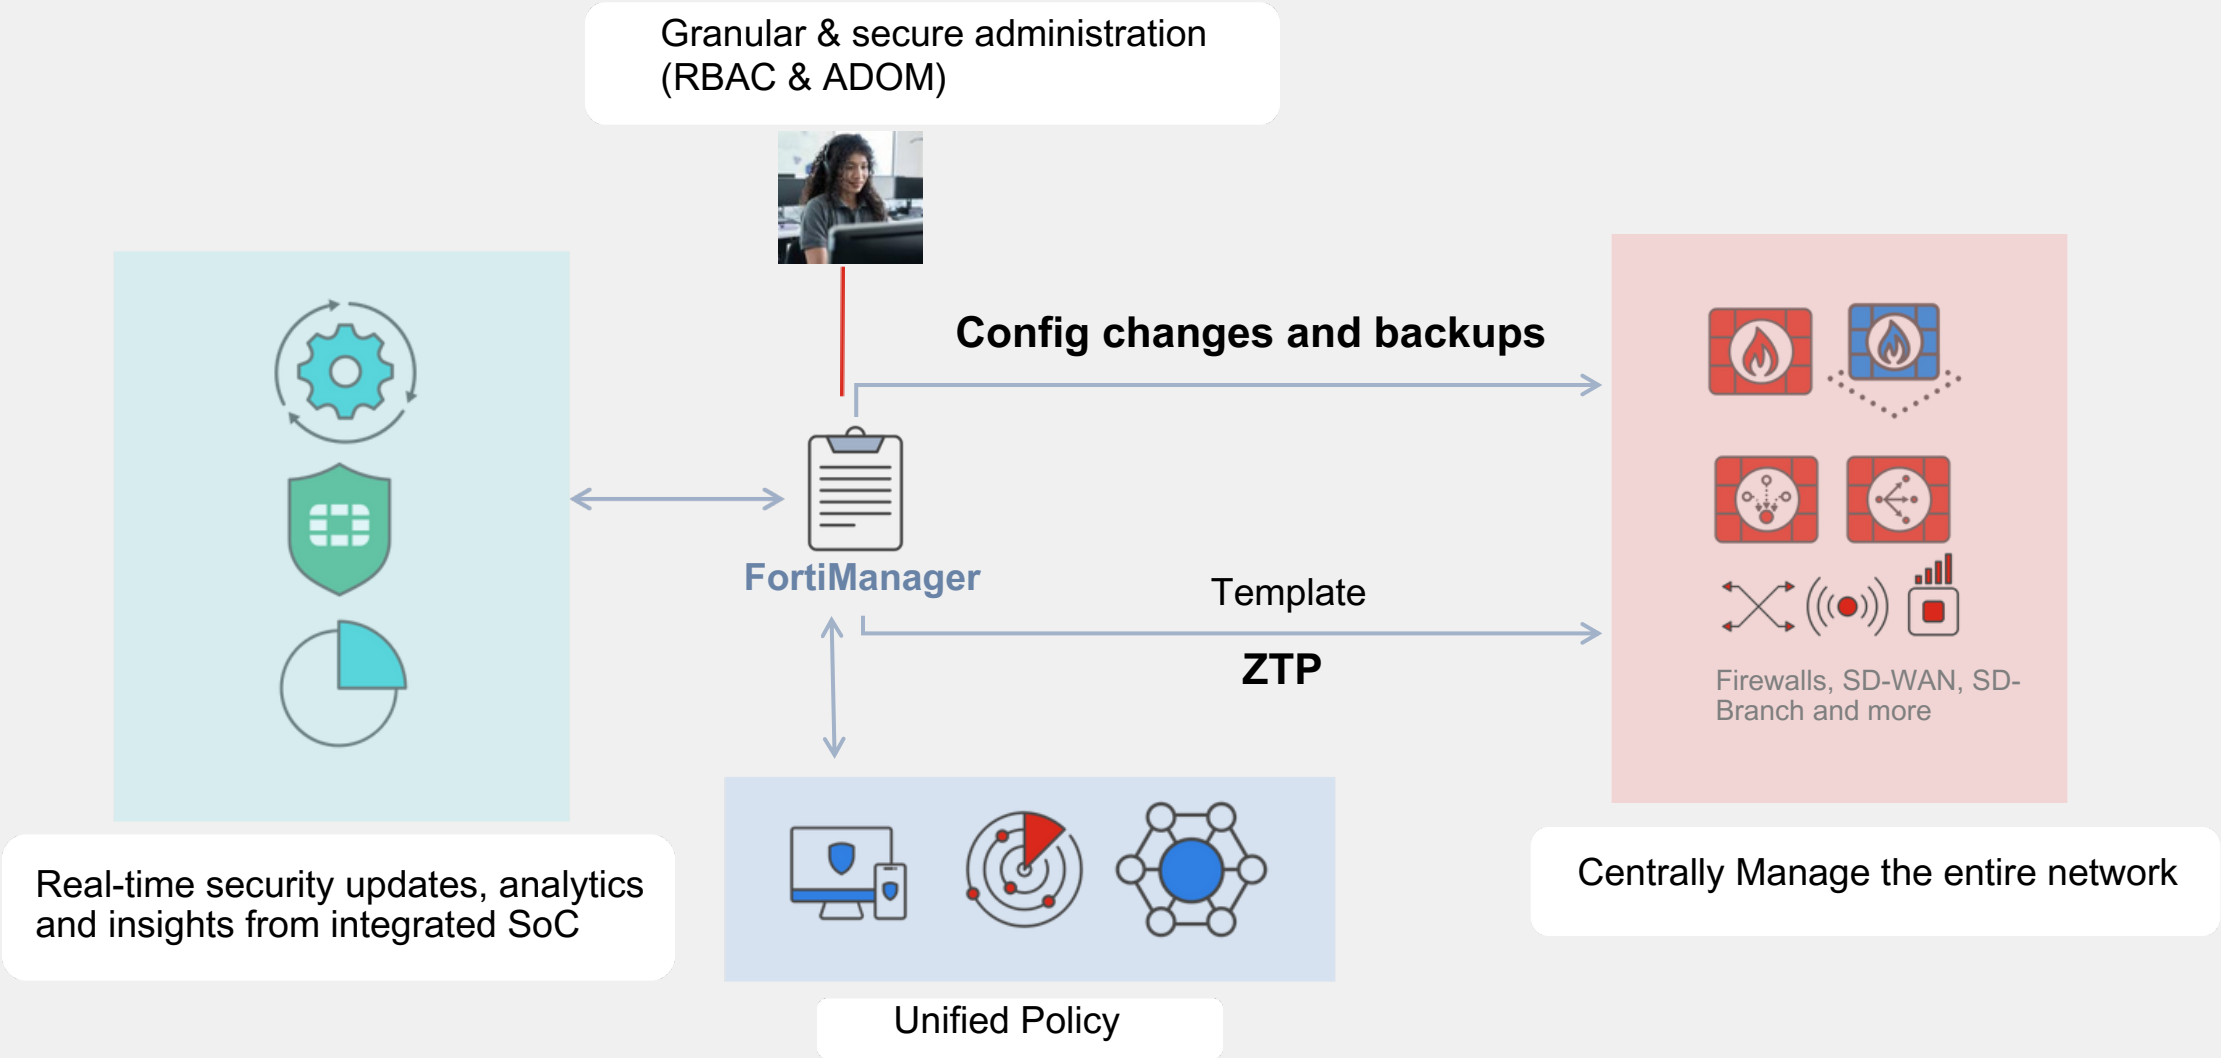 Granular & secure administration
(RBAC & ADOM)
Config changes and backups
FortiManager
Template
ZTP
Firewalls, SD-WAN, SD-
Branch and more
Real-time security updates, analytics
and insights from integrated SoC
Centrally Manage the entire network
Unified Policy